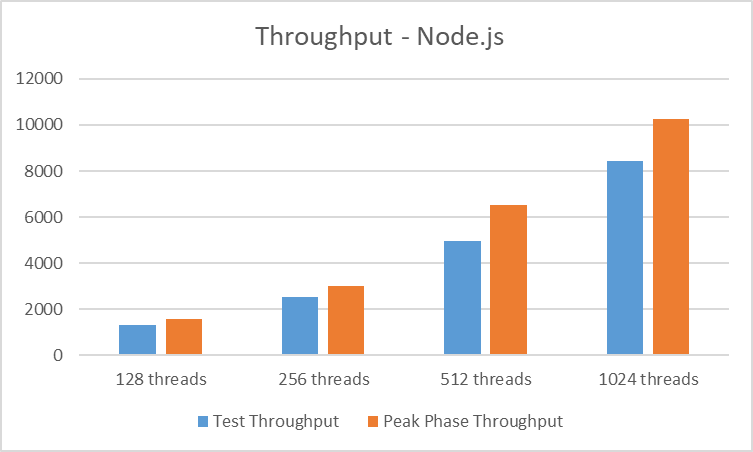 Throughput - Node.js
12000
10000
8000
6000
4000
2000
0
128 threads 256 threads 512 threads 1024 threads
Test Throughput Peak Phase Throughput